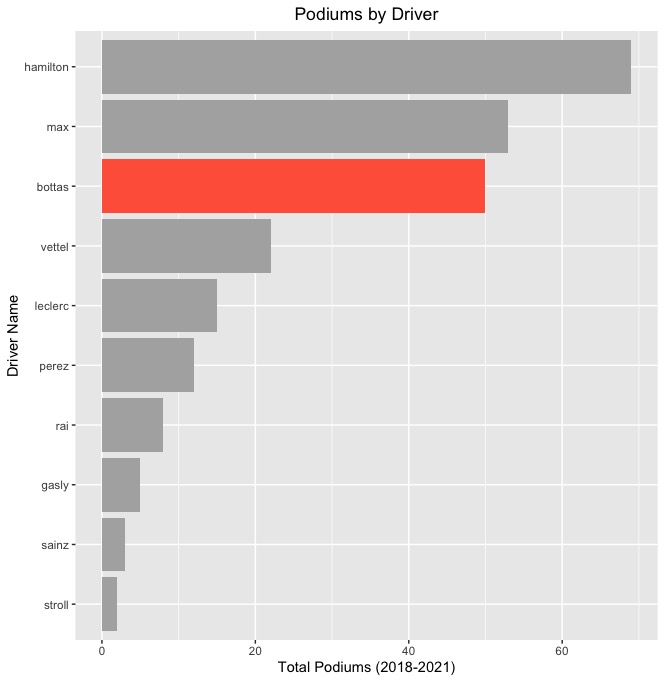 Podiums by Driver
hamilton
max
bottas
vettel
leclerc
perez
rai
gasly
sainz
stroll
Driver Name
0 20 40 60
Total Podiums (2018-2021)